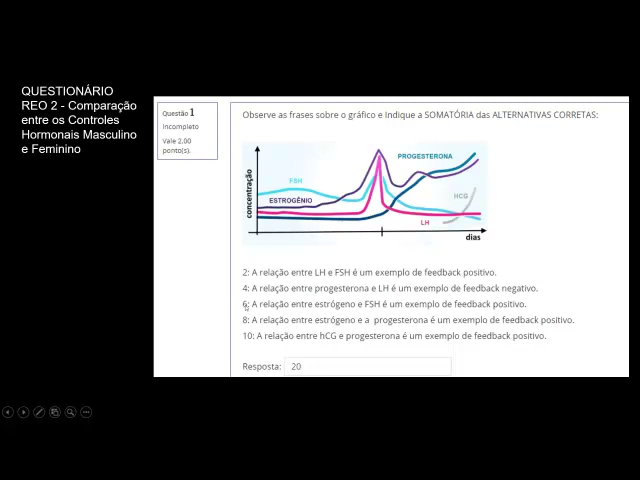 QUESTIONÁRIO
REO 2 - Comparação
entre os Controles
Hormonais Masculino
e Feminino
Questão 1
Incompleto
Vale 2,00
ponto(s).
Observe as frases sobre o gráfico e Indique a SOMATÓRIA das ALTERNATIVAS CORRETAS:
concentração
FSH
ESTROGÊNIO
PROGESTERONA
HCG
LH
dias
2: A relação entre LH e FSH é um exemplo de feedback positivo.
4: A relação entre progesterona e LH é um exemplo de feedback negativo.
6: A relação entre estrógeno e FSH é um exemplo de feedback positivo.
8: A relação entre estrógeno e a progesterona é um exemplo de feedback positivo.
10: A relação entre hCG e progesterona é um exemplo de feedback positivo.
Resposta: 20